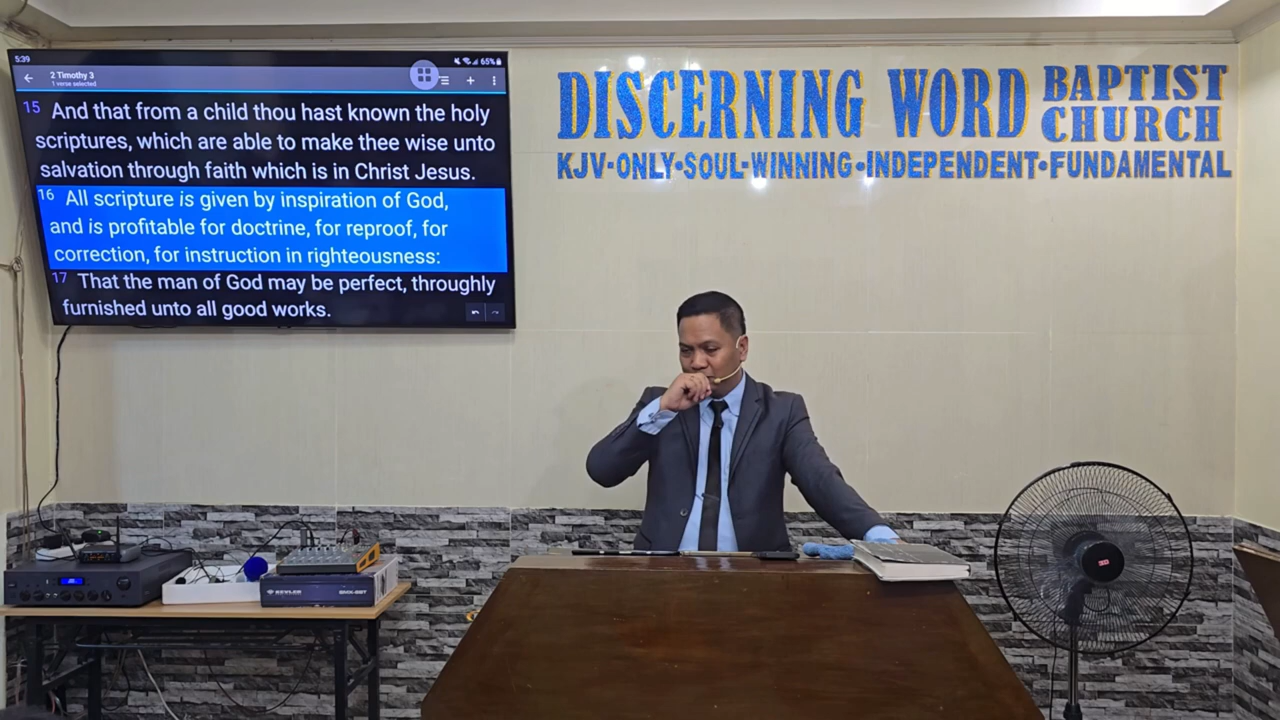 5:39
65%
2 Timothy 3
1 verse selected
15 And that from a child thou hast known the holy
scriptures, which are able to make thee wise unto
salvation through faith which is in Christ Jesus.
16 All scripture is given by inspiration of God,
and is profitable for doctrine, for reproof, for
correction, for instruction in righteousness:
17 That the man of God may be perfect, throughly
furnished unto all good works.
DISCERNING WORD BAPTIST
CHURCH
KJV•ONLY•SOUL-WINNING•INDEPENDENT•FUNDAMENTAL
KEVLER